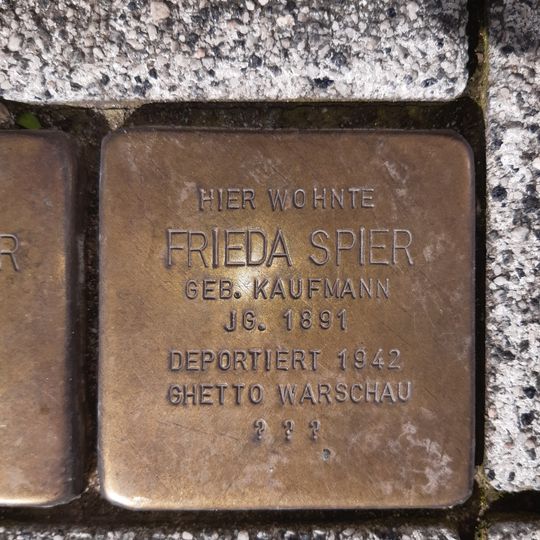 HIER WOHNTE
FRIEDA SPIER
GEB. KAUFMANN
JG. 1891
DEPORTIERT 1942
GHETTO WARSCHAU
? ? ?
R